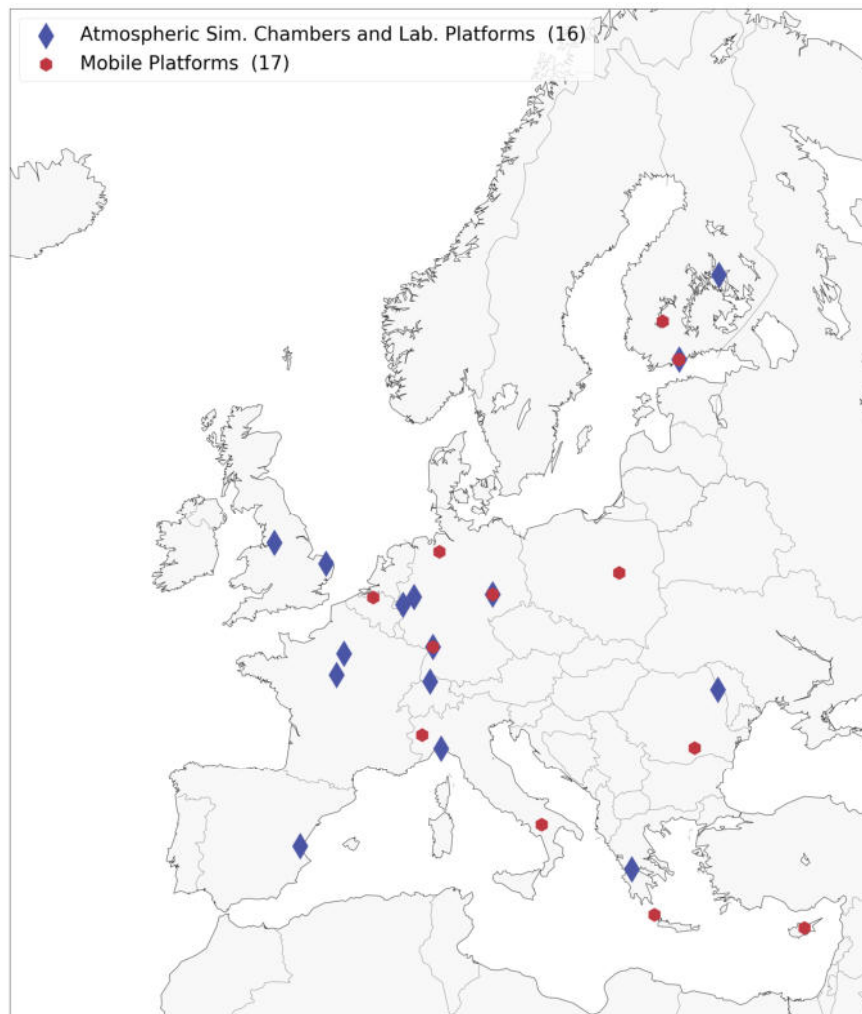 Atmospheric Sim. Chambers and Lab. Platforms (16)
Mobile Platforms (17)